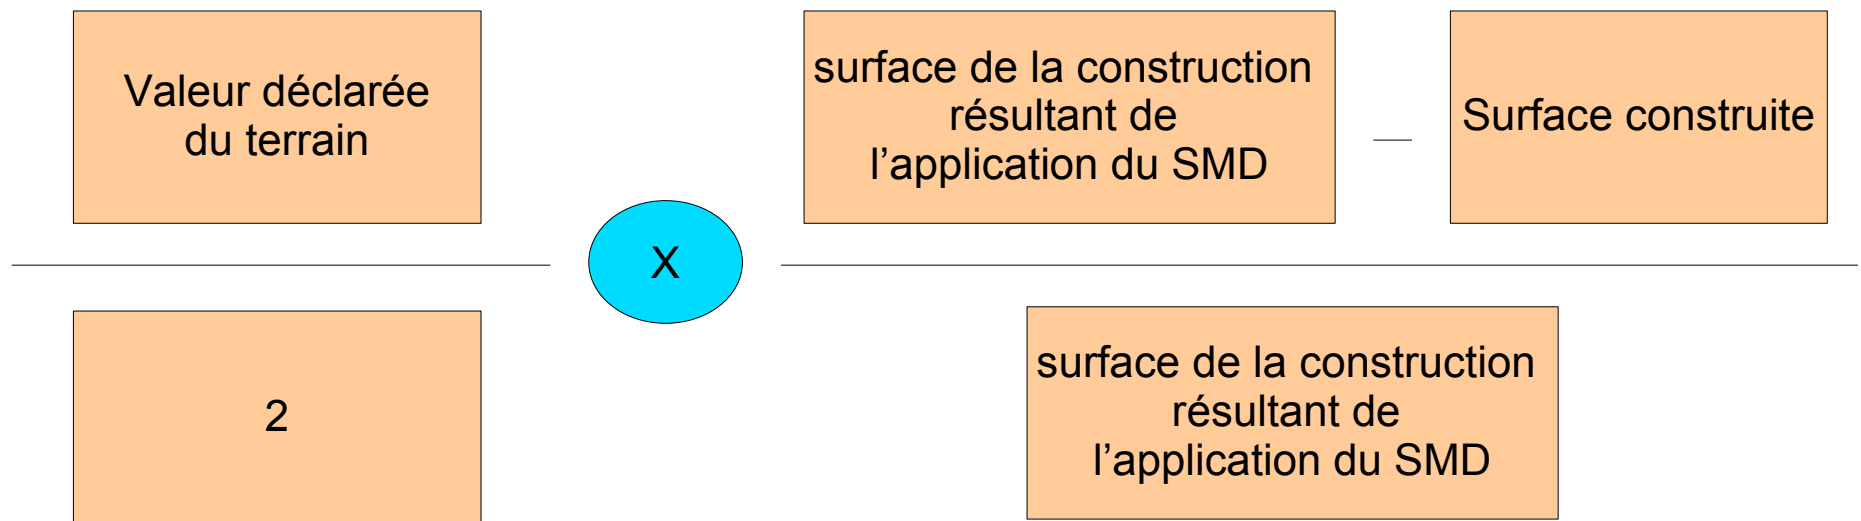 Valeur déclarée
du terrain
surface de la construction
résultant de
l’application du SMD
—
Surface construite
X
2
surface de la construction
résultant de
l’application du SMD